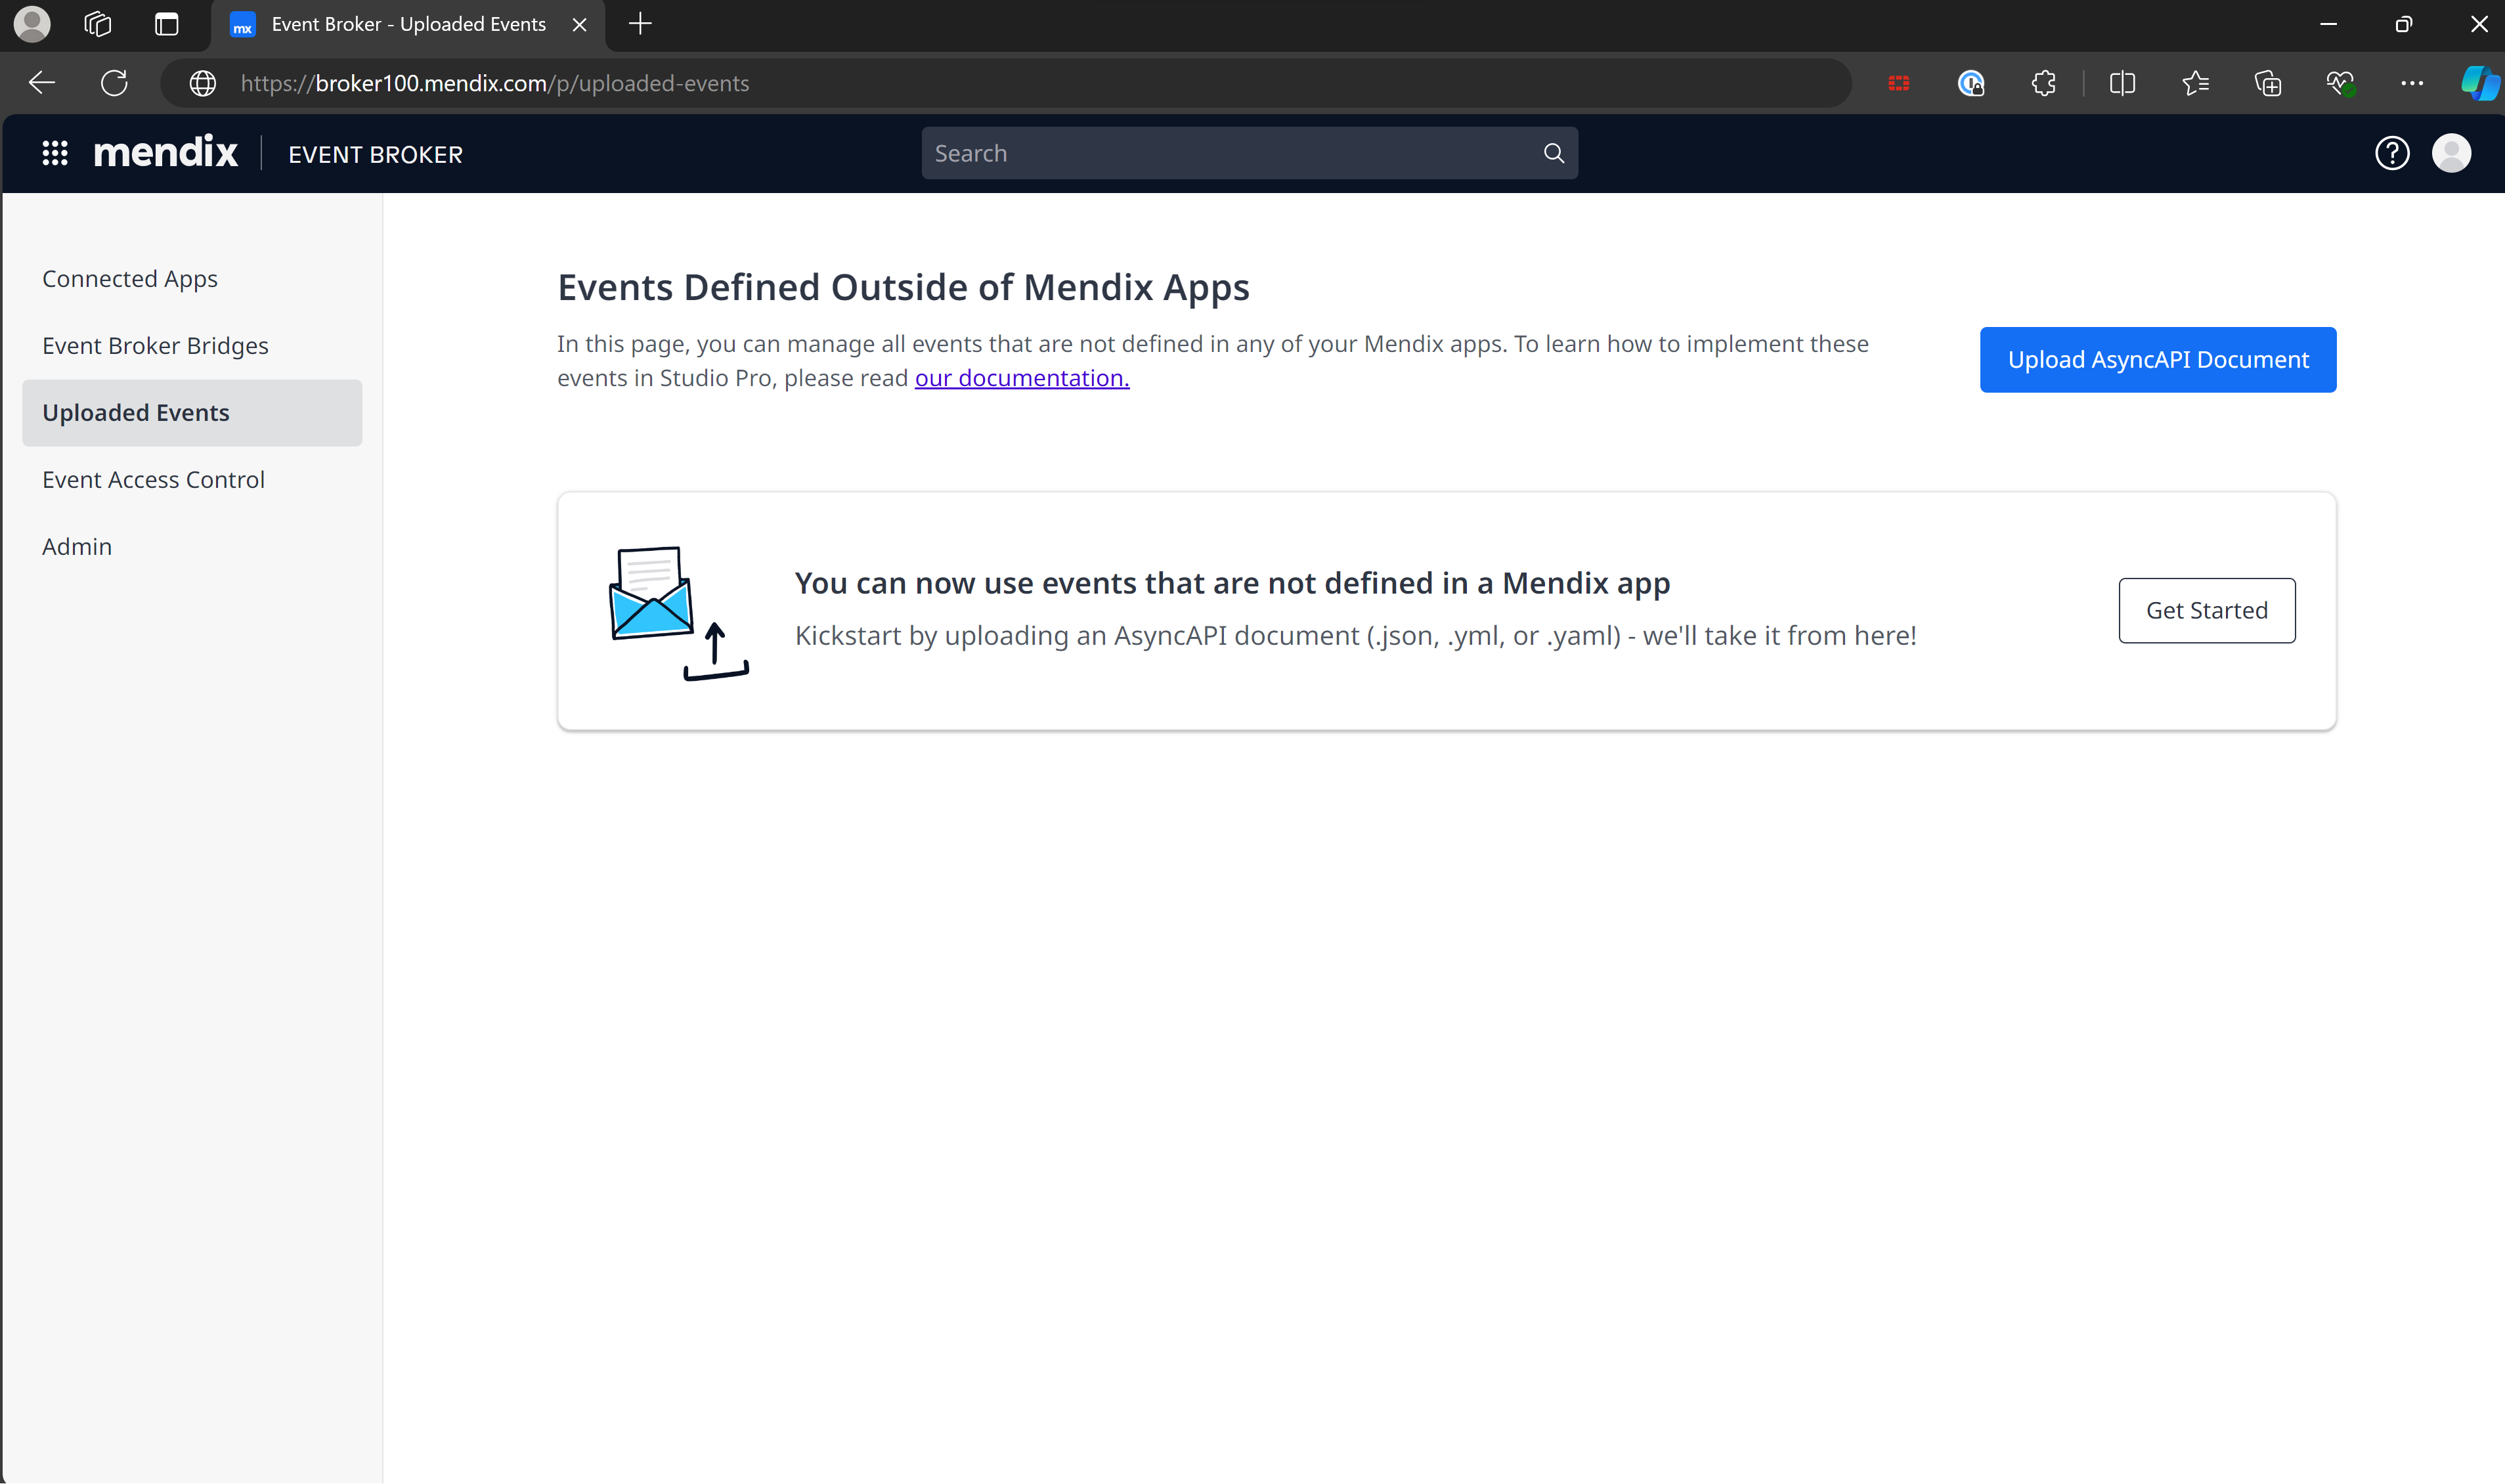 mx Event Broker - Uploaded Events
https://broker100.mendix.com/p/uploaded-events
mendix EVENT BROKER
Search
Connected Apps
Event Broker Bridges
Uploaded Events
Event Access Control
Admin
Events Defined Outside of Mendix Apps
In this page, you can manage all events that are not defined in any of your Mendix apps. To learn how to implement these
events in Studio Pro, please read our documentation.
Upload AsyncAPI Document
You can now use events that are not defined in a Mendix app
Kickstart by uploading an AsyncAPI document (.json, .yml, or .yaml) - we'll take it from here!
Get Started